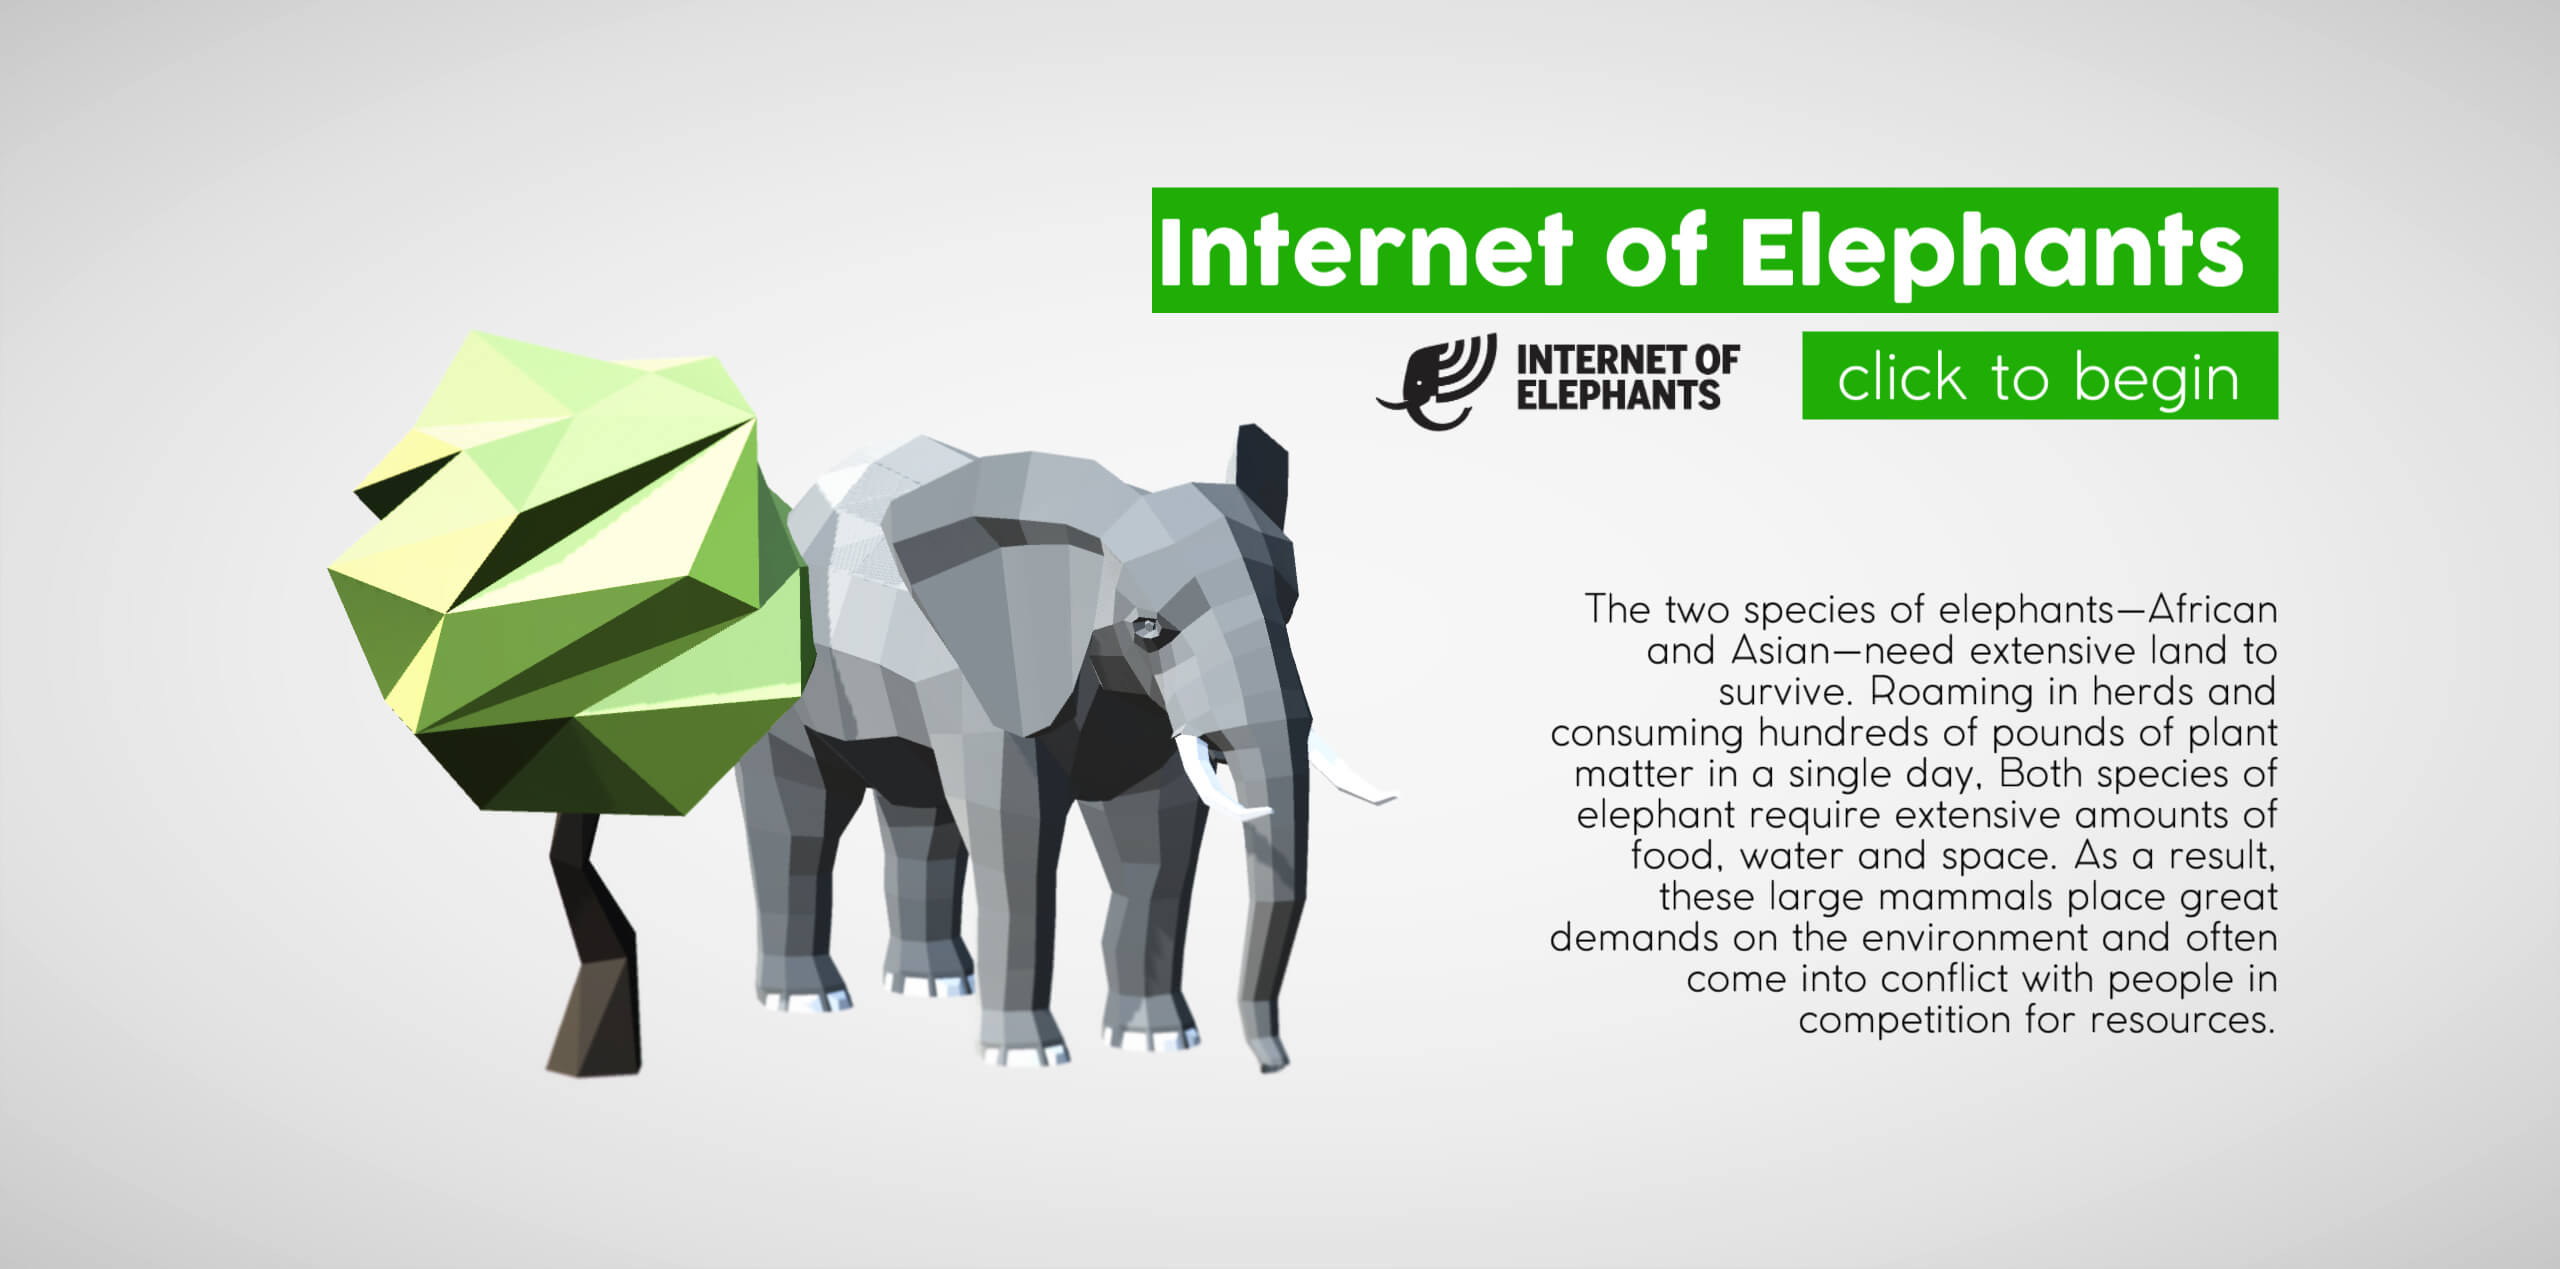 Internet of Elephants
INTERNET OF
ELEPHANTS
click to begin
The two species of elephants—African
and Asian—need extensive land to
survive. Roaming in herds and
consuming hundreds of pounds of plant
matter in a single day, Both species of
elephant require extensive amounts of
food, water and space. As a result,
these large mammals place great
demands on the environment and often
come into conflict with people in
competition for resources.